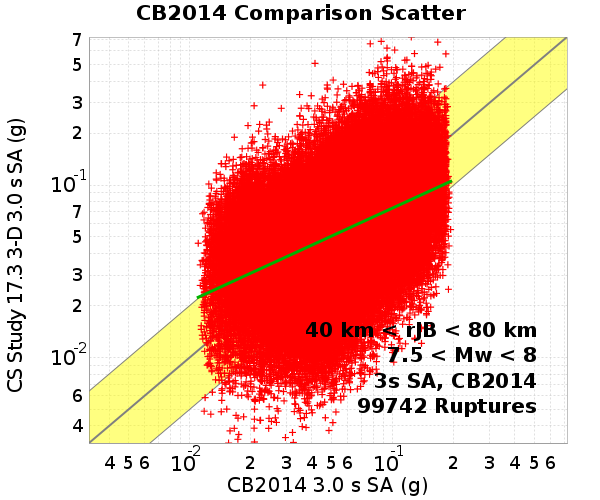 CB2014 Comparison Scatter
CS Study 17.3 3-D 3.0 s SA (g)
7
5
3
2
10-1
7
5
3
2
10-2
6
4
40 km < rJB < 80 km
7.5 < Mw < 8
3s SA, CB2014
99742 Ruptures
4 5 6 10-2 2 3 4 5 6 10-1 2 3 4 5 6
CB2014 3.0 s SA (g)